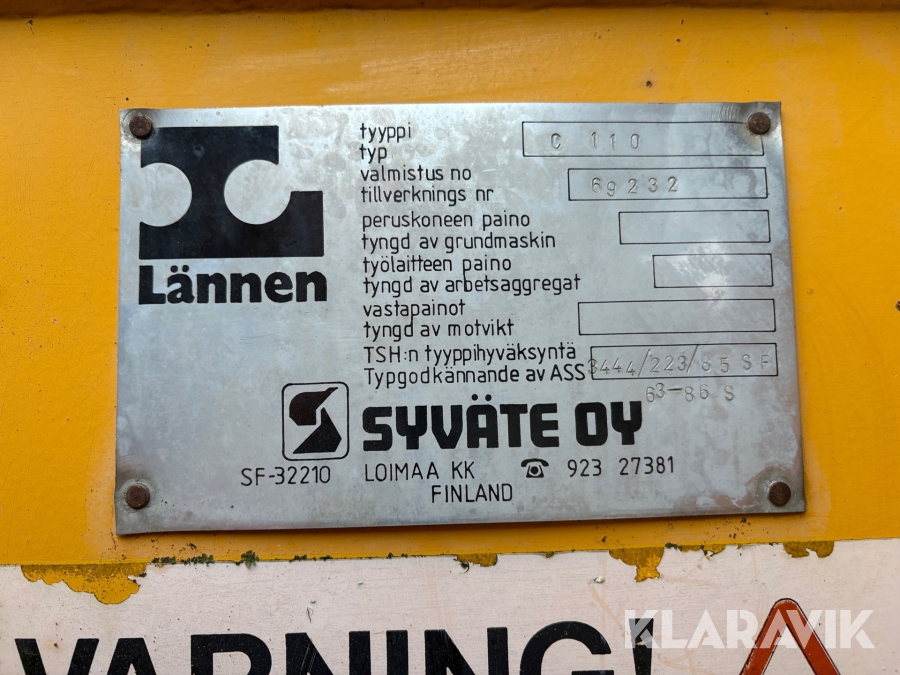 Lännen
tyyppi
typ
C 110
valmistus no
tillverknings nr
69232
peruskoneen paino
tyngd av grundmaskin
työlaitteen paino
tyngd av arbetsaggregat
vastapainot
tyngd av motvikt
TSH:n tyyppihyväksyntä
Typgodkännande av ASS
3444/223/85 SF
63-86 S
SYVÄTE OY
SF-32210 LOIMAA KK ☎ 923 27381
FINLAND
VARNING!
KLARAVIK